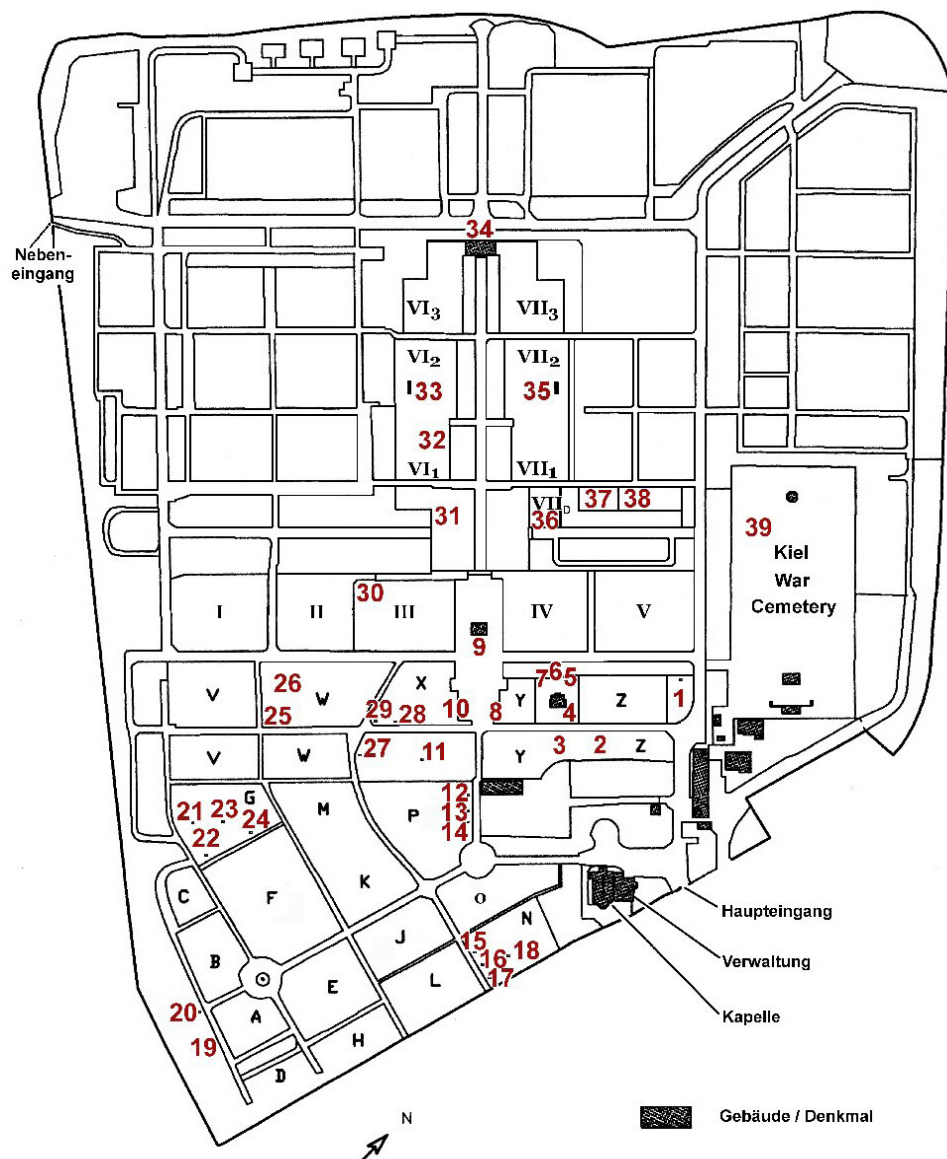 34
Neben-
eingang
VI3
VII3
VI2
VII2
33
35
32
VI1
VII1
31
VIID
36
37
38
39
Kiel
War
Cemetery
30
I
II
III
IV
V
9
V
26
W
25
X
29
28
10
8
Y
7
6
5
4
Z
1
V
W
27
11
Y
3
2
Z
G
21
23
24
22
M
P
12
13
14
C
F
K
O
Haupteingang
B
J
N
15
16
18
17
Verwaltung
E
L
20
A
Kapelle
19
H
D
N
Gebäude / Denkmal